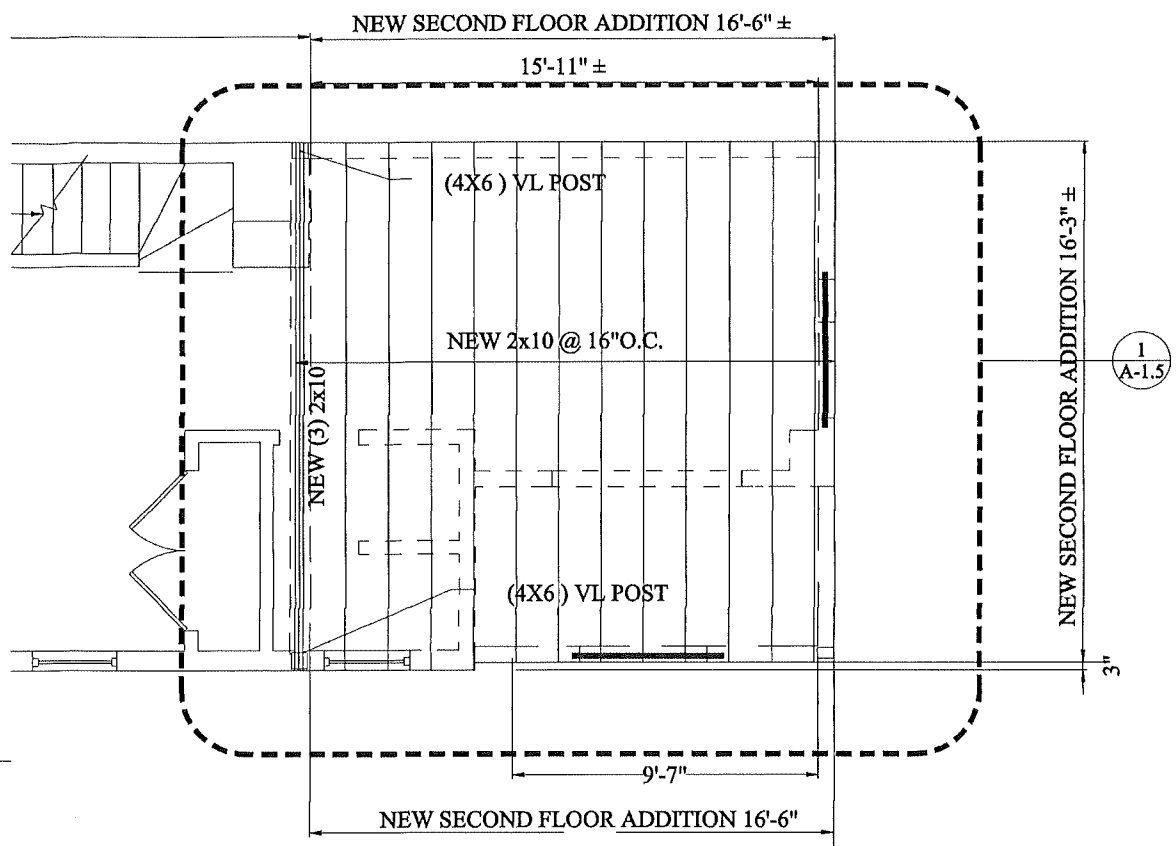 NEW SECOND FLOOR ADDITION 16'-6" ±
15'-11" ±
(4X6 ) VL POST
NEW 2x10 @ 16"O.C.
NEW (3) 2x10
NEW SECOND FLOOR ADDITION 16'-3" ±
1
A-1.5
(4X6 ) VL POST
3"
9'-7"
NEW SECOND FLOOR ADDITION 16'-6"